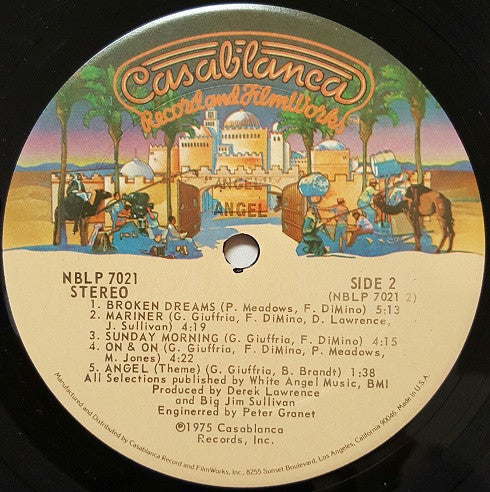 Casablanca
Record and FilmWorks
ANGEL
ANGEL
NBLP 7021
STEREO
SIDE 2
(NBLP 7021 2)
1. BROKEN DREAMS (P. Meadows, F. DiMino) 5:13
2. MARINER (G. Giuffria, F. DiMino, D. Lawrence,
J. Sullivan) 4:19
3. SUNDAY MORNING (G. Giuffria, F. DiMino) 4:15
4. ON & ON (G. Giuffria, F. DiMino, P. Meadows,
M. Jones) 4:22
5. ANGEL (Theme) (G. Giuffria, B. Brandt) 1:38
All Selections published by White Angel Music, BMI
Produced by Derek Lawrence
and Big Jim Sullivan
Enginerred by Peter Granet
℗1975 Casablanca
Records, Inc.
Manufactured and Distributed by Casablanca Record and FilmWorks, Inc., 8255 Sunset Boulevard, Los Angeles, California 90046, Made in U.S.A.